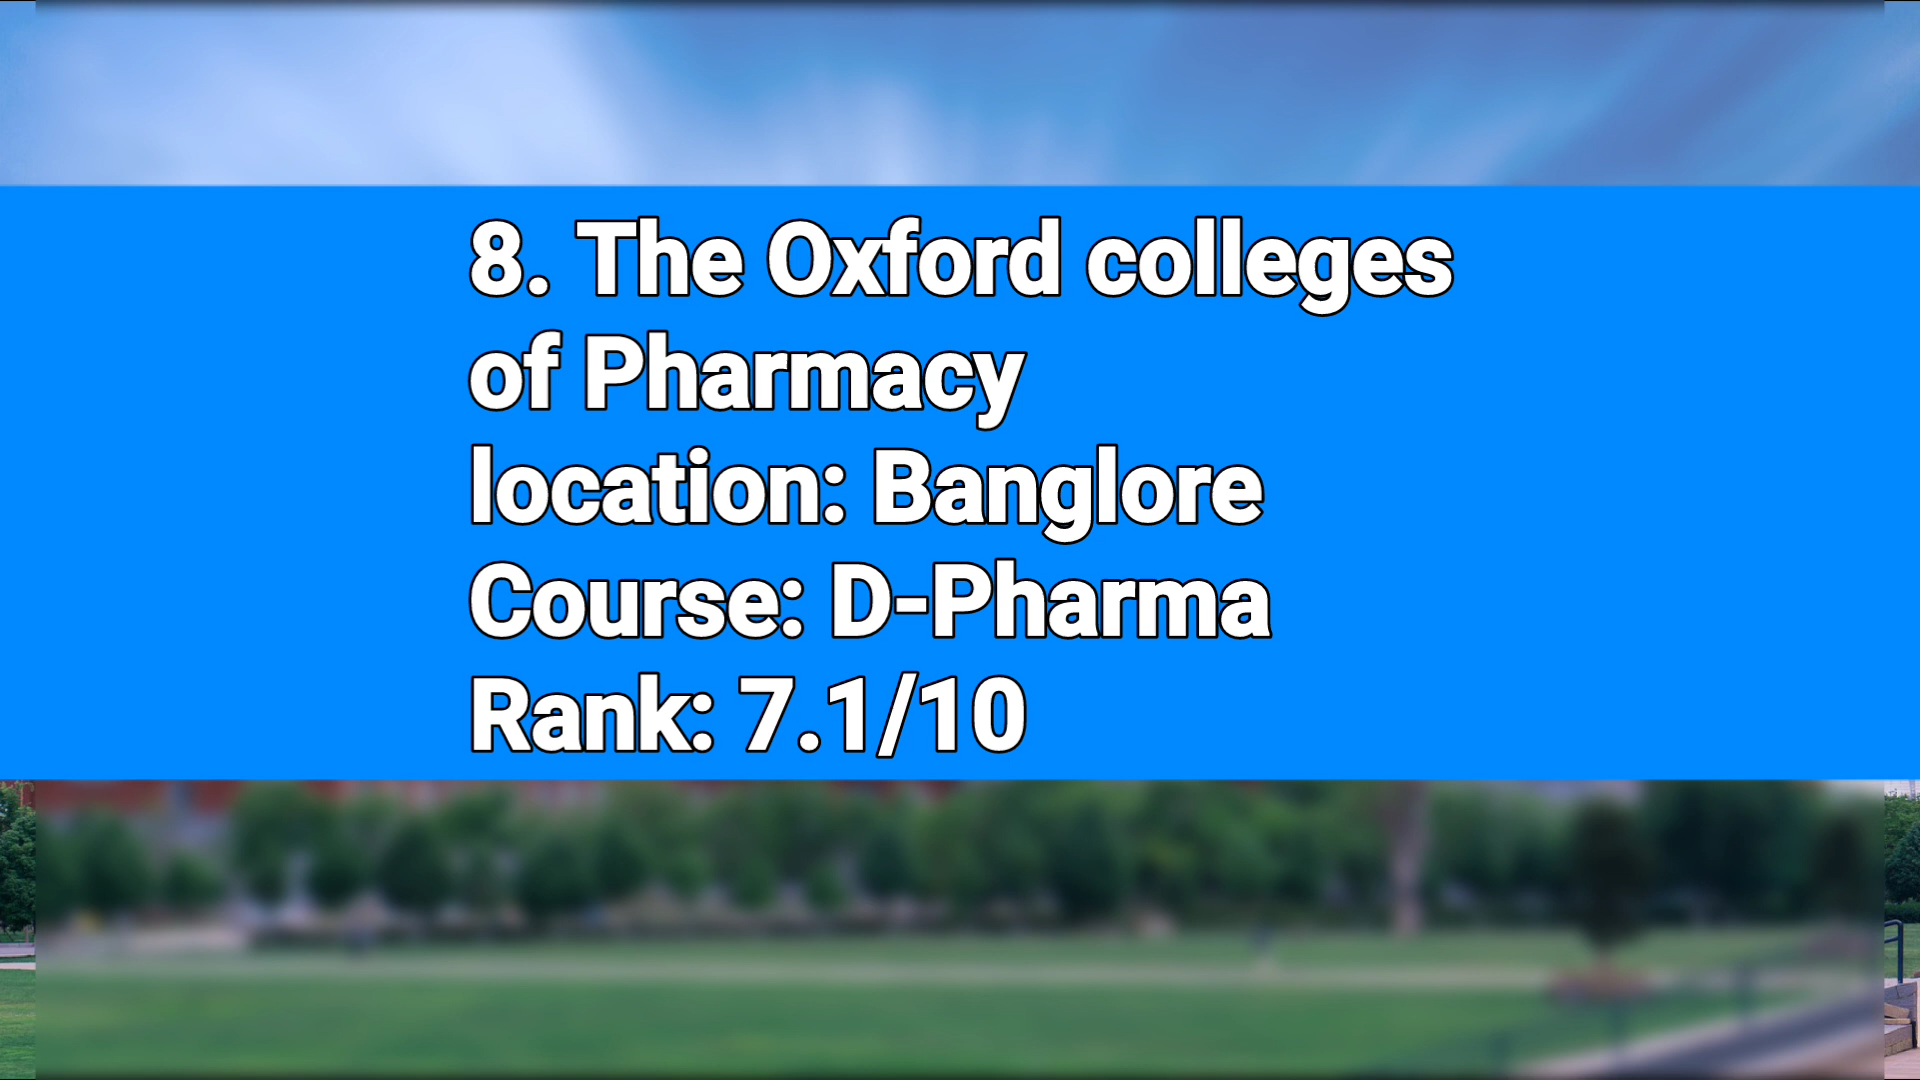 8. The Oxford colleges
of Pharmacy
location: Banglore
Course: D-Pharma
Rank: 7.1/10